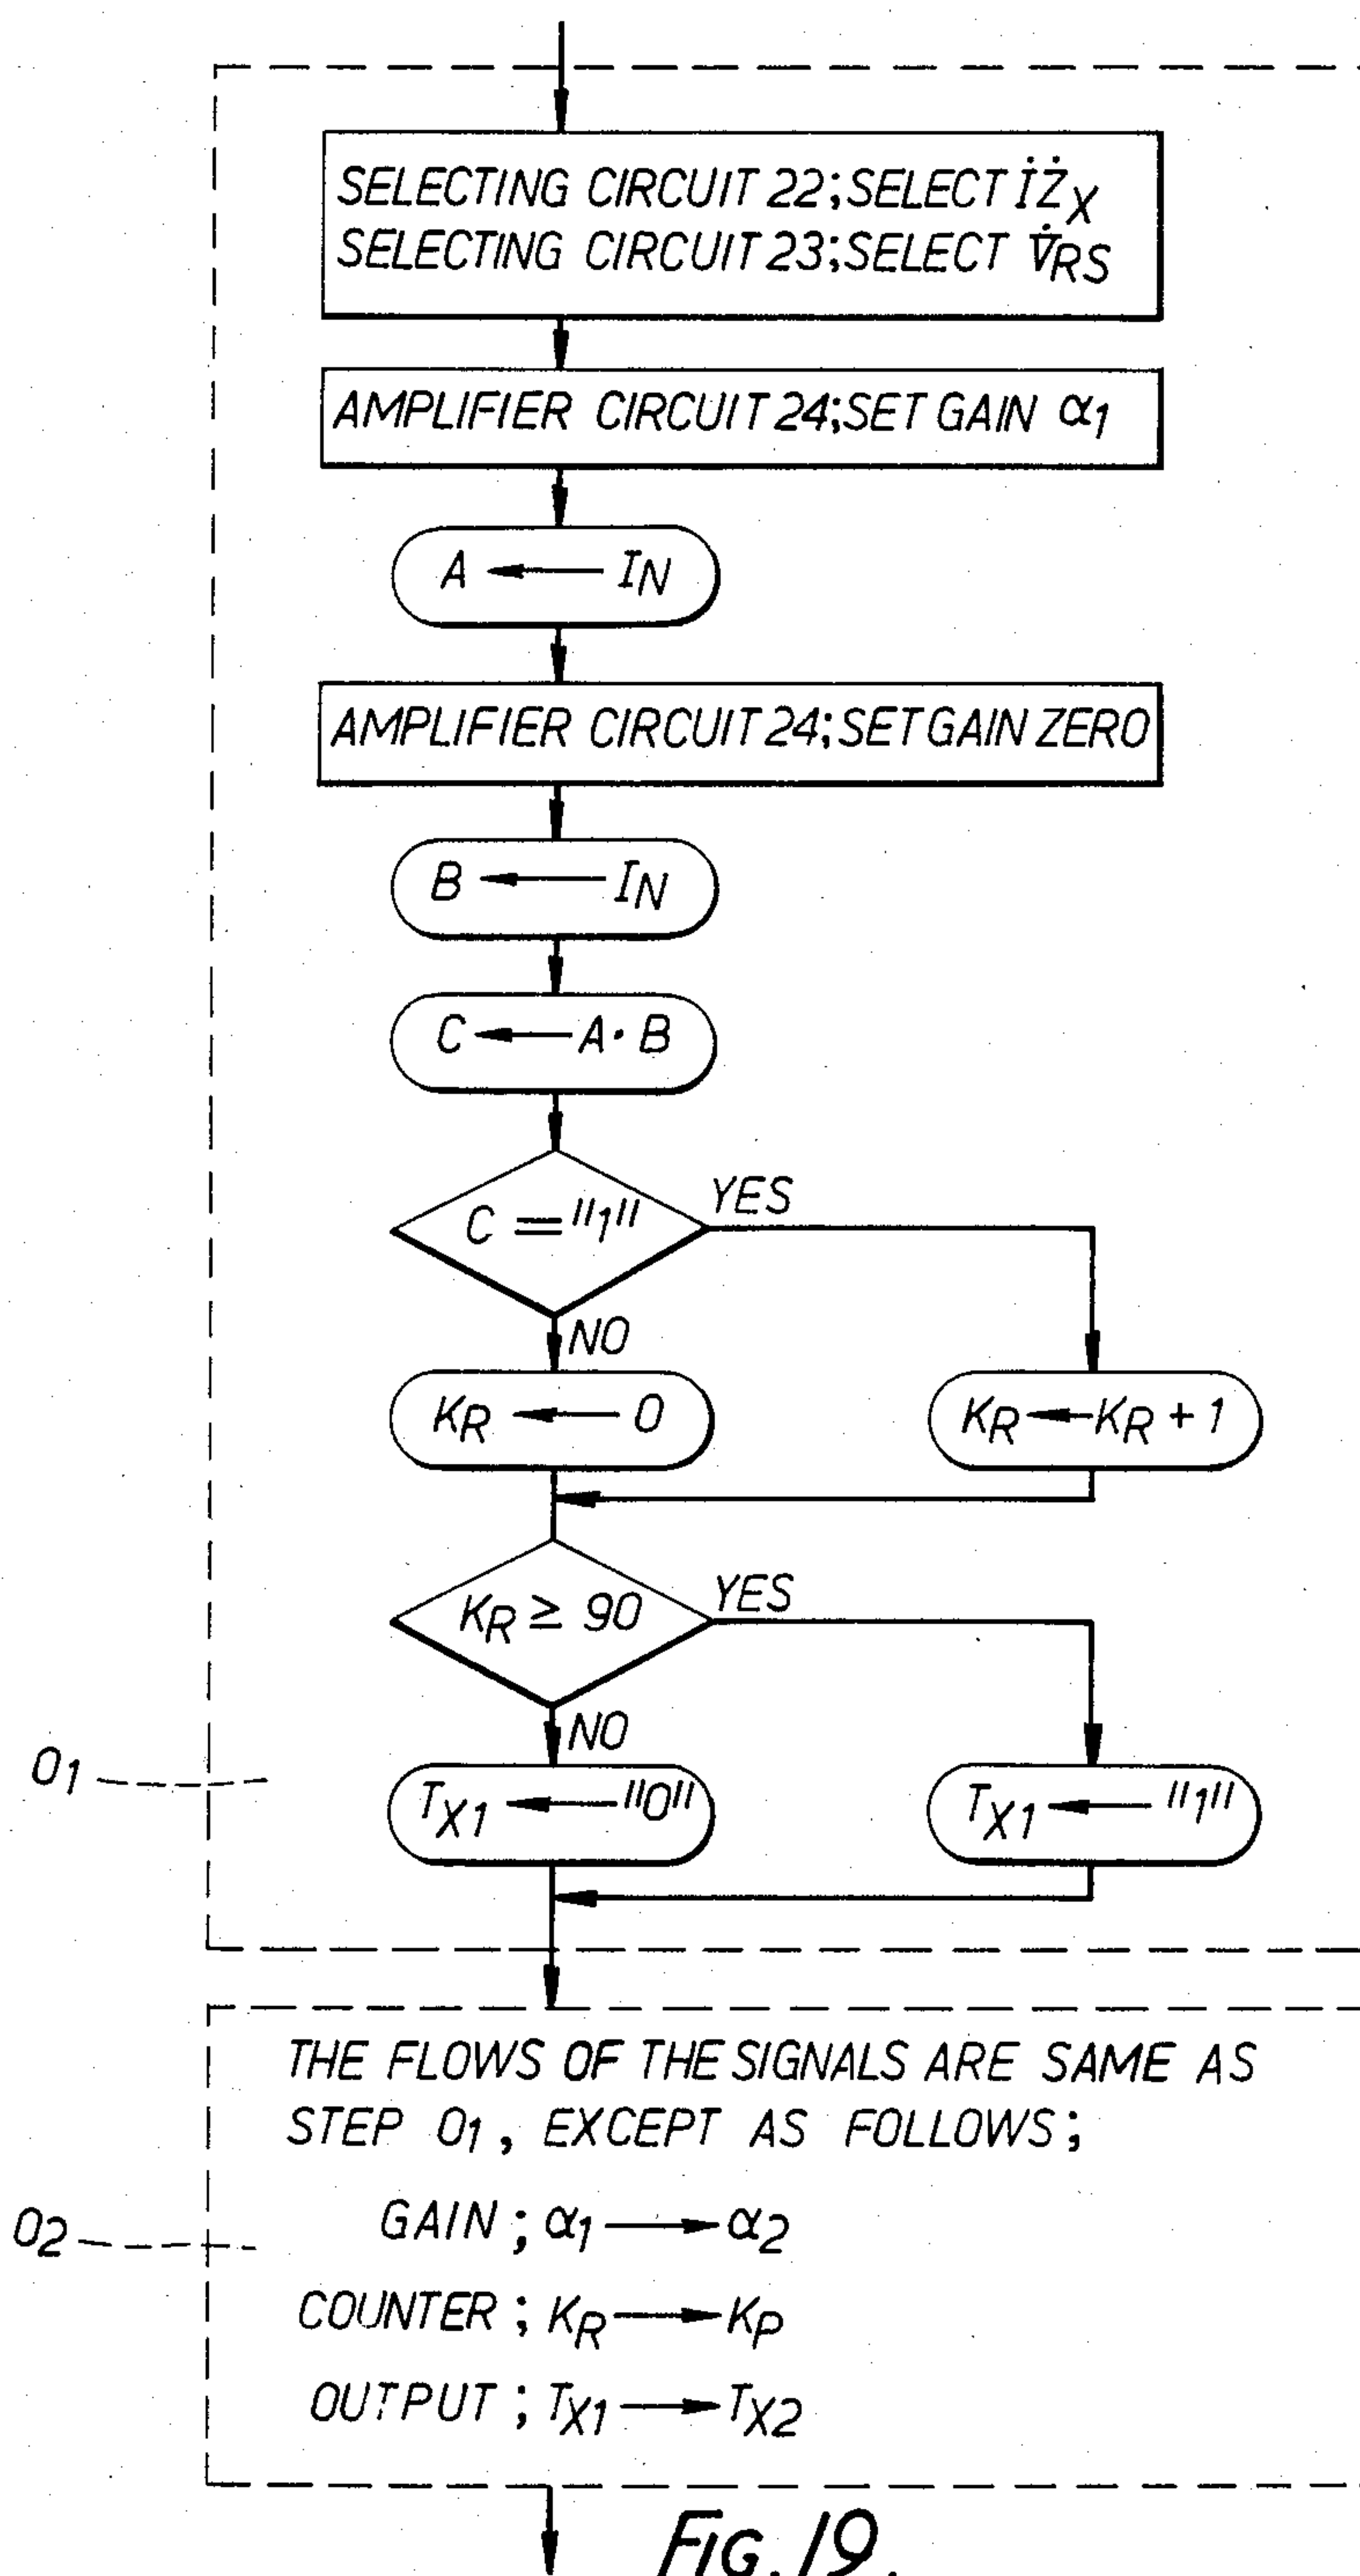 SELECTING CIRCUIT 22; SELECT İŻX
SELECTING CIRCUIT 23; SELECT V̇RS
AMPLIFIER CIRCUIT 24; SET GAIN α1
A ← IN
AMPLIFIER CIRCUIT 24; SET GAIN ZERO
B ← IN
C ← A · B
C = "1"
YES
NO
KR ← 0
KR ← KR + 1
KR ≥ 90
YES
NO
O1
TX1 ← "0"
TX1 ← "1"
THE FLOWS OF THE SIGNALS ARE SAME AS
STEP O1, EXCEPT AS FOLLOWS;
O2
GAIN; α1 → α2
COUNTER; KR → KP
OUTPUT; TX1 → TX2
FIG. 19.